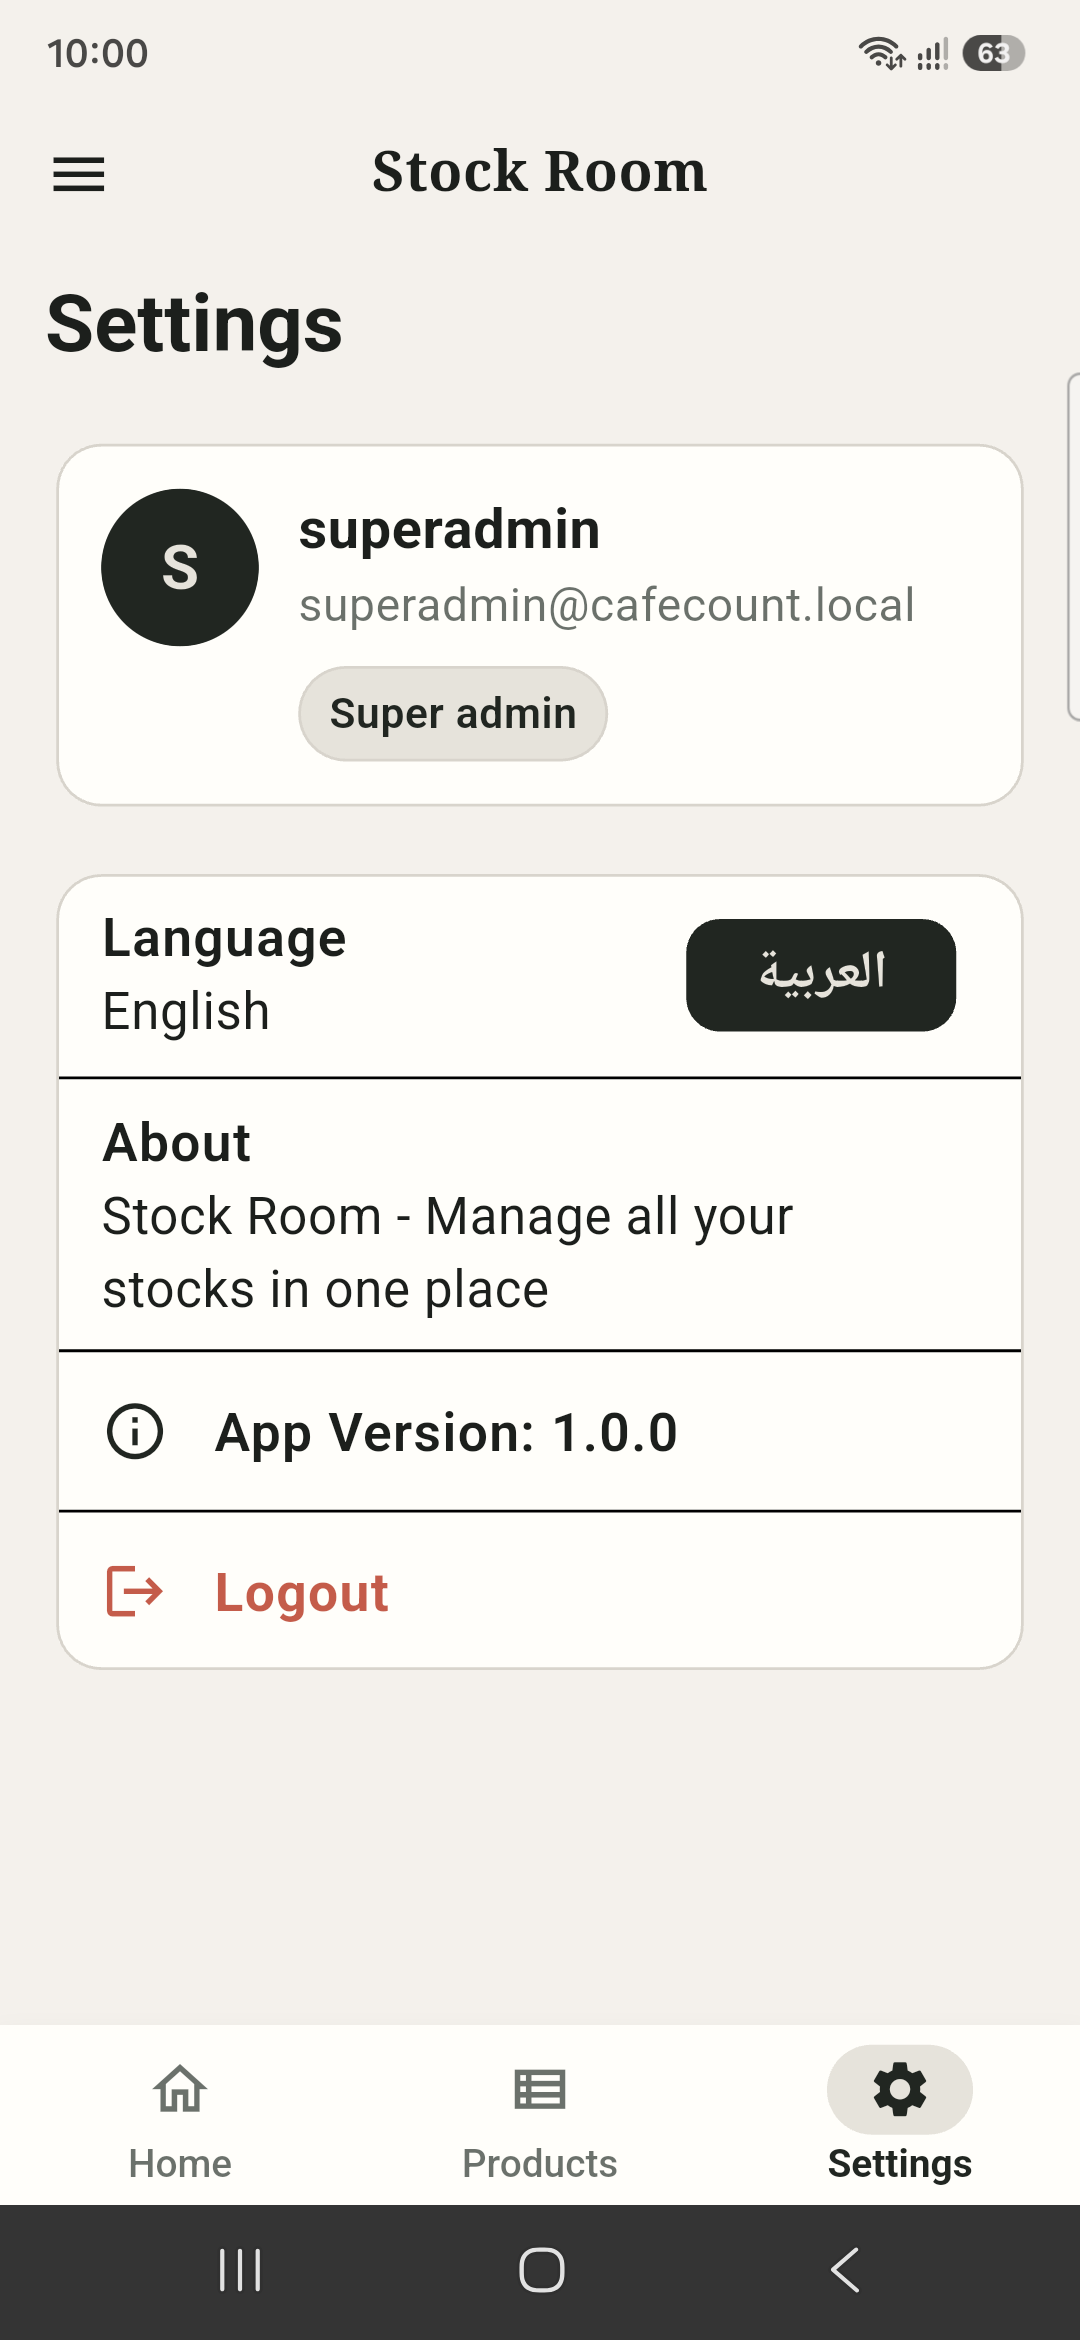 10:00
63
Stock Room
Settings
S
superadmin
superadmin@cafecount.local
Super admin
Language
English
العربية
About
Stock Room - Manage all your
stocks in one place
App Version: 1.0.0
Logout
Home
Products
Settings